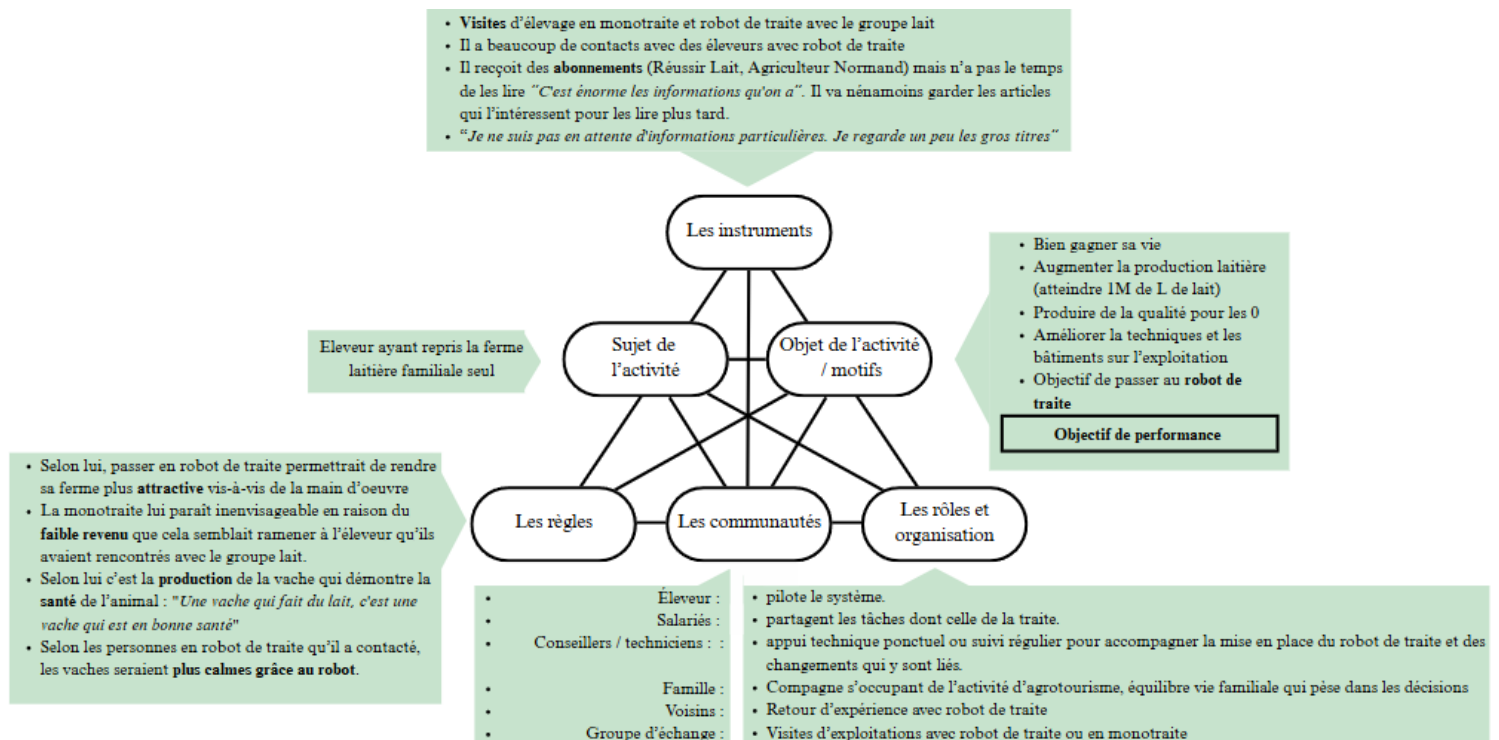 • Visites d’élevage en monotraite et robot de traite avec le groupe lait
• Il a beaucoup de contacts avec des éleveurs avec robot de traite
• Il recçoit des abonnements (Réussir Lait, Agriculteur Normand) mais n’a pas le temps
de les lire "C'est énorme les informations qu'on a". Il va nénamoins garder les articles
qui l’intéressent pour les lire plus tard.
• “Je ne suis pas en attente d'informations particulières. Je regarde un peu les gros titres”
Les instruments
• Bien gagner sa vie
• Augmenter la production laitière
(atteindre 1M de L de lait)
• Produire de la qualité pour les 0
• Améliorer la techniques et les
bâtiments sur l’exploitation
• Objectif de passer au robot de
traite
Objectif de performance
Eleveur ayant repris la ferme
laitière familiale seul
Sujet de
l’activité
Objet de l’activité
/ motifs
• Selon lui, passer en robot de traite permettrait de rendre
sa ferme plus attractive vis-à-vis de la main d’oeuvre
• La monotraite lui paraît inenvisageable en raison du
faible revenu que cela semblait ramener à l’éleveur qu’ils
avaient rencontrés avec le groupe lait.
• Selon lui c’est la production de la vache qui démontre la
santé de l’animal : "Une vache qui fait du lait, c'est une
vache qui est en bonne santé"
• Selon les personnes en robot de traite qu’il a contacté,
les vaches seraient plus calmes grâce au robot.
Les règles
Les communautés
Les rôles et
organisation
• Éleveur :
• pilote le système.
• Salariés :
• partagent les tâches dont celle de la traite.
• Conseillers / techniciens : :
• appui technique ponctuel ou suivi régulier pour accompagner la mise en place du robot de traite et des
changements qui y sont liés.
• Famille :
• Compagne s’occupant de l’activité d’agrotourisme, équilibre vie familiale qui pèse dans les décisions
• Voisins :
• Retour d’expérience avec robot de traite
• Groupe d’échange :
• Visites d’exploitations avec robot de traite ou en monotraite